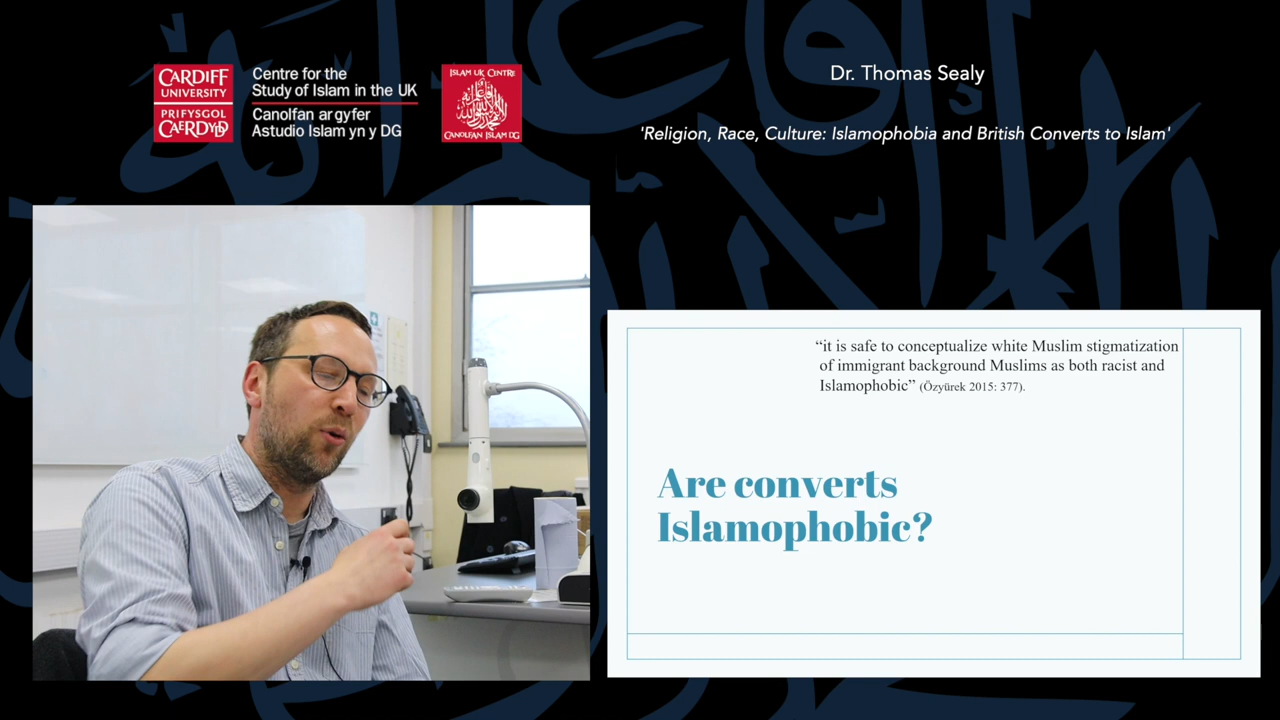 CARDIFF
UNIVERSITY
PRIFYSGOL
CAERDYDD
Centre for the
Study of Islam in the UK
Canolfan ar gyfer
Astudio Islam yn y DG
ISLAM UK CENTRE
CANOLFAN ISLAM DG
Dr. Thomas Sealy
'Religion, Race, Culture: Islamophobia and British Converts to Islam'
“it is safe to conceptualize white Muslim stigmatization
of immigrant background Muslims as both racist and
Islamophobic” (Özyürek 2015: 377).
Are converts
Islamophobic?